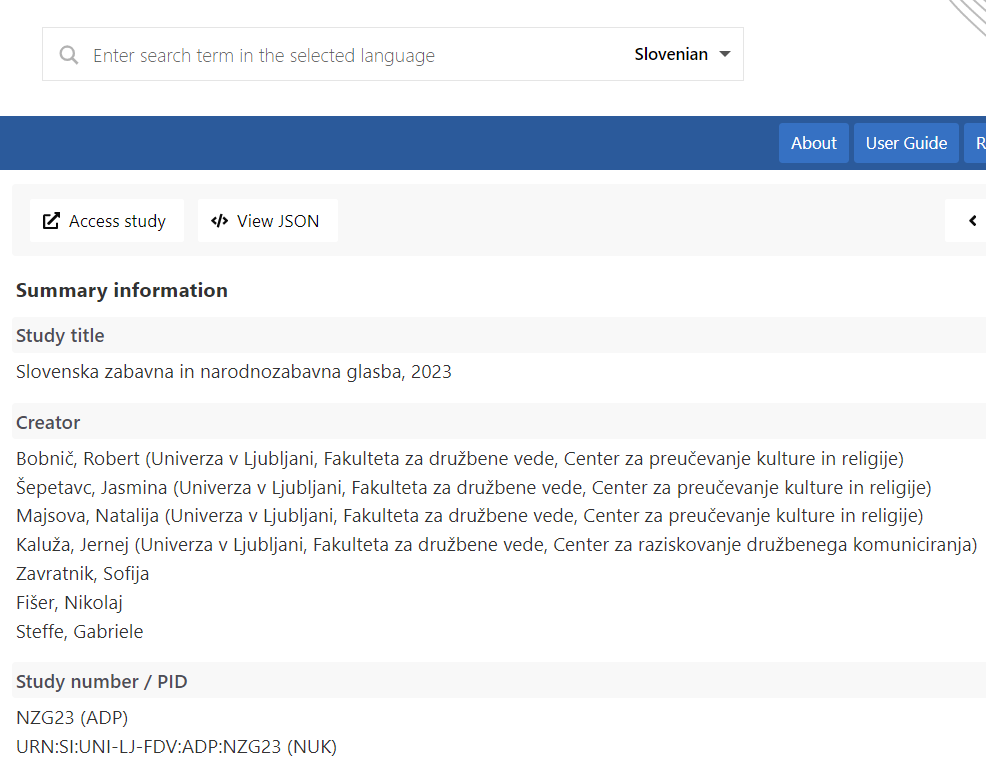 Enter search term in the selected language
Slovenian
About
User Guide
R
Access study
View JSON
Summary information
Study title
Slovenska zabavna in narodnozabavna glasba, 2023
Creator
Bobnič, Robert (Univerza v Ljubljani, Fakulteta za družbene vede, Center za preučevanje kulture in religije)
Šepetavc, Jasmina (Univerza v Ljubljani, Fakulteta za družbene vede, Center za preučevanje kulture in religije)
Majsova, Natalija (Univerza v Ljubljani, Fakulteta za družbene vede, Center za preučevanje kulture in religije)
Kaluža, Jernej (Univerza v Ljubljani, Fakulteta za družbene vede, Center za raziskovanje družbenega komuniciranja)
Zavratnik, Sofija
Fišer, Nikolaj
Steffe, Gabriele
Study number / PID
NZG23 (ADP)
URN:SI:UNI-LJ-FDV:ADP:NZG23 (NUK)